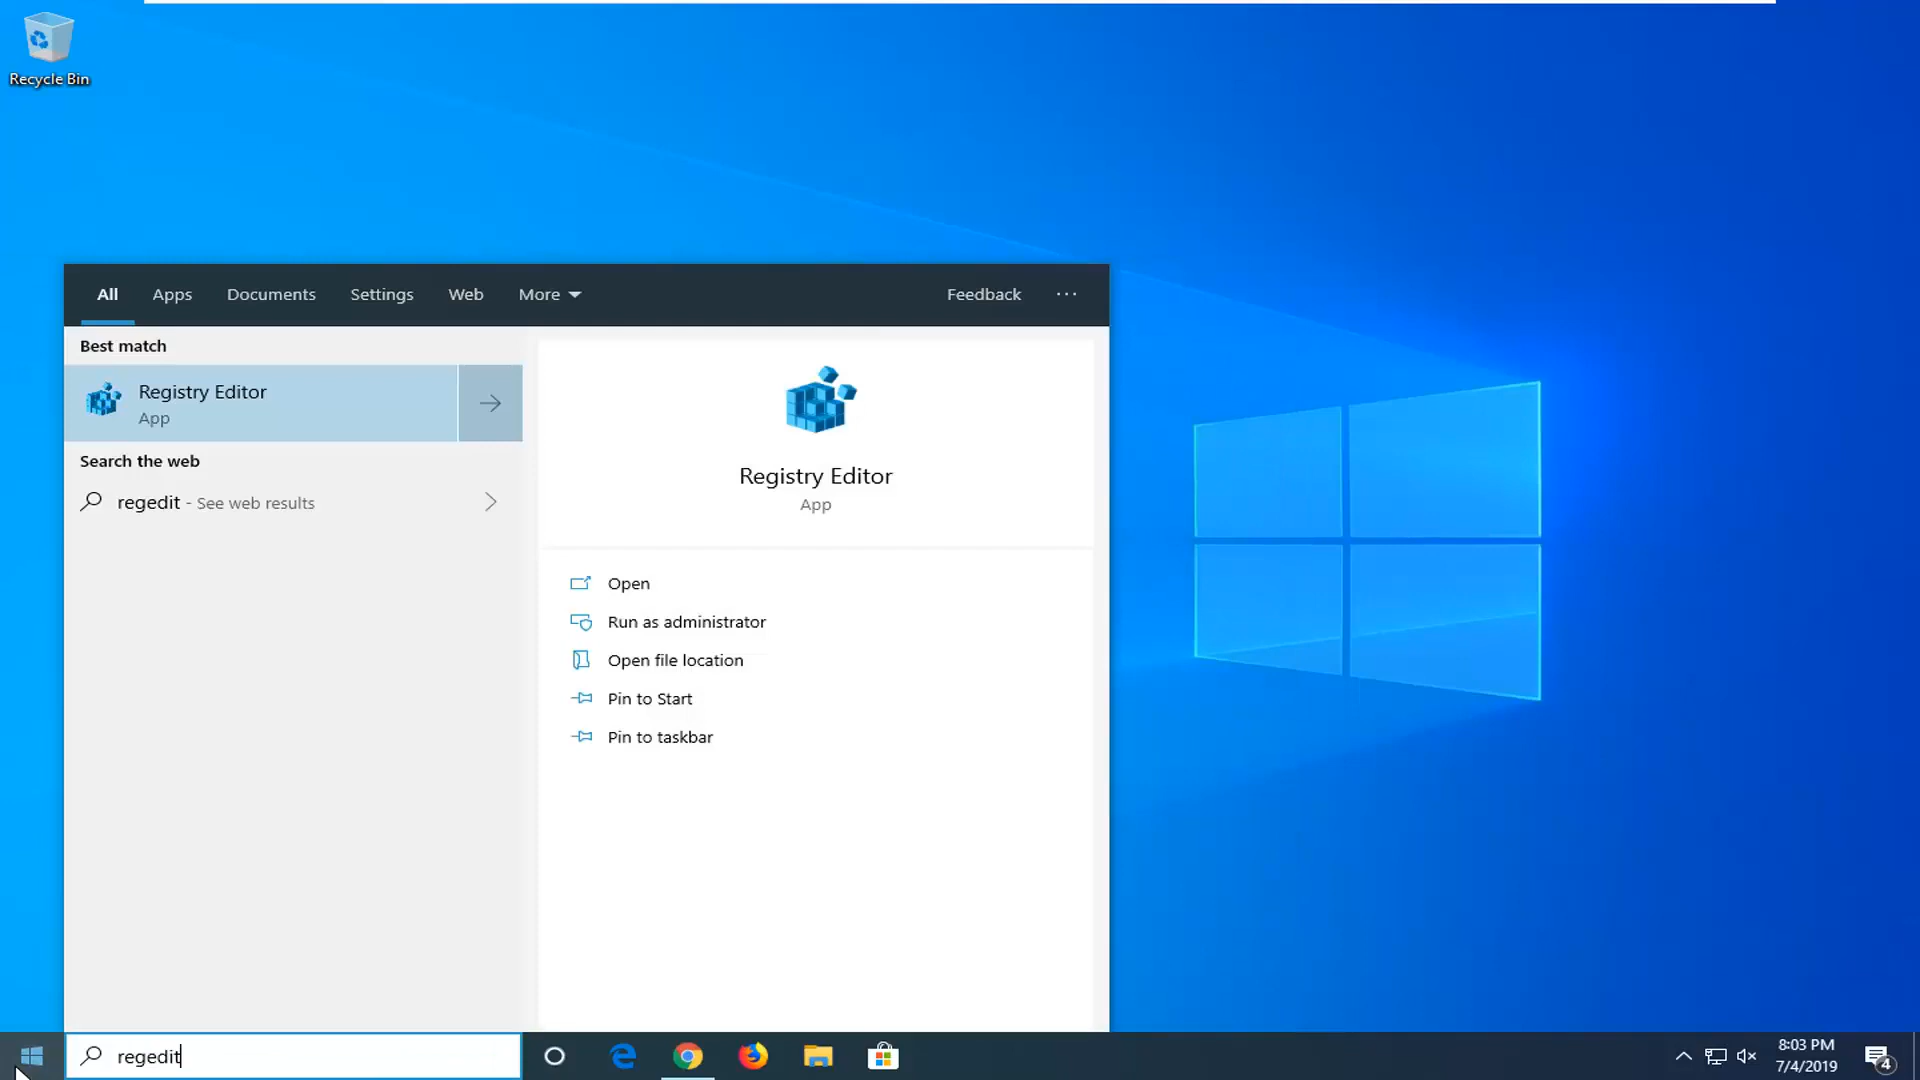 Recycle Bin
All Apps Documents Settings Web More Feedback ···
Best match
Registry Editor
App
Search the web
regedit - See web results
Registry Editor
App
Open
Run as administrator
Open file location
Pin to Start
Pin to taskbar
regedit
8:03 PM
7/4/2019
4